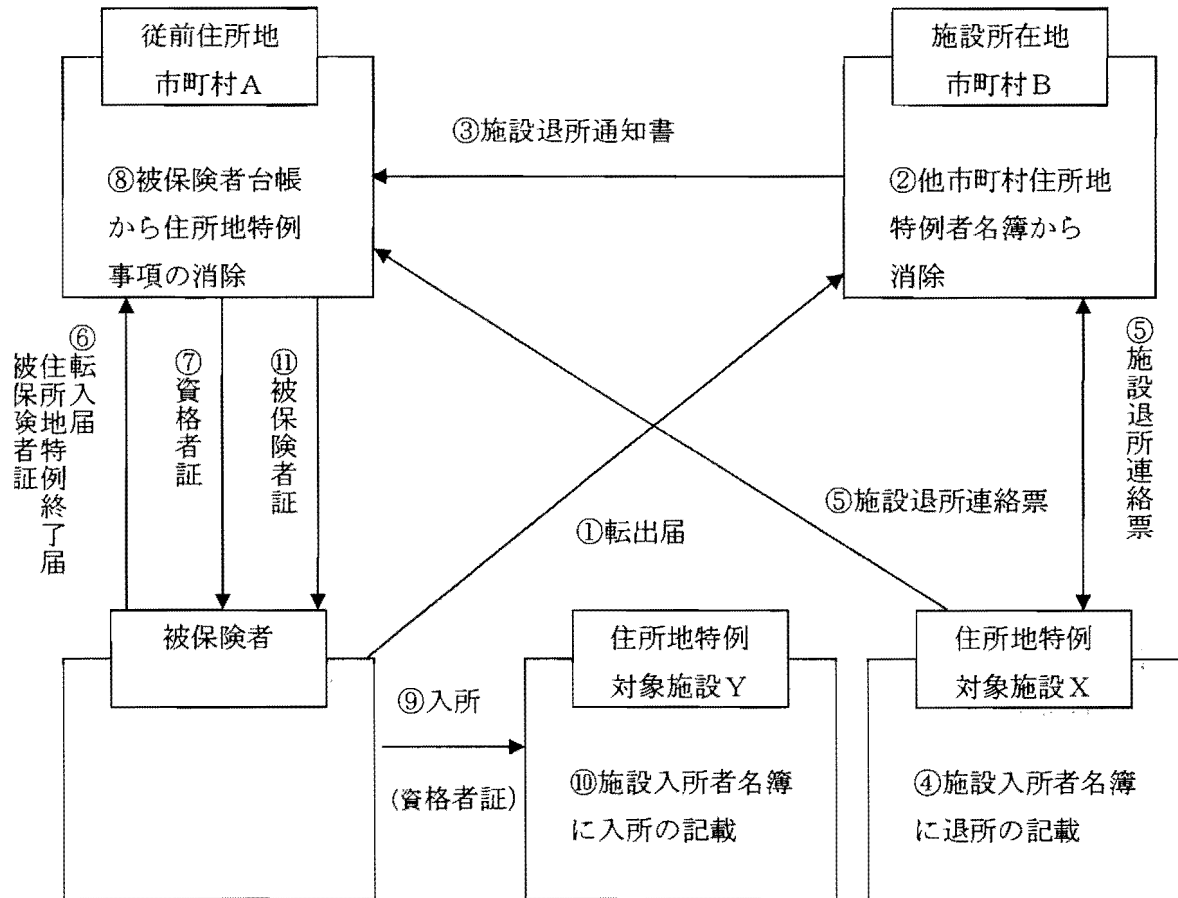 従前住所地
市町村A
施設所在地
市町村B
③施設退所通知書
⑧被保険者台帳
から住所地特例
事項の消除
②他市町村住所地
特例者名簿から
消除
⑥転入届
住所地特例終了届
被保険者証
⑦資格者証
⑪被保険者証
⑤施設退所連絡票
⑤施設退所連絡票
①転出届
被保険者
住所地特例
対象施設Y
住所地特例
対象施設X
⑨入所
(資格者証)
⑩施設入所者名簿
に入所の記載
④施設入所者名簿
に退所の記載